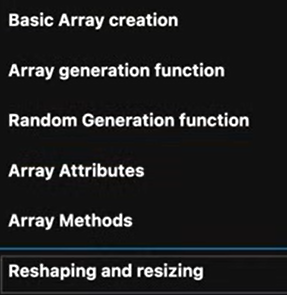 Basic Array creation
Array generation function
Random Generation function
Array Attributes
Array Methods
Reshaping and resizing